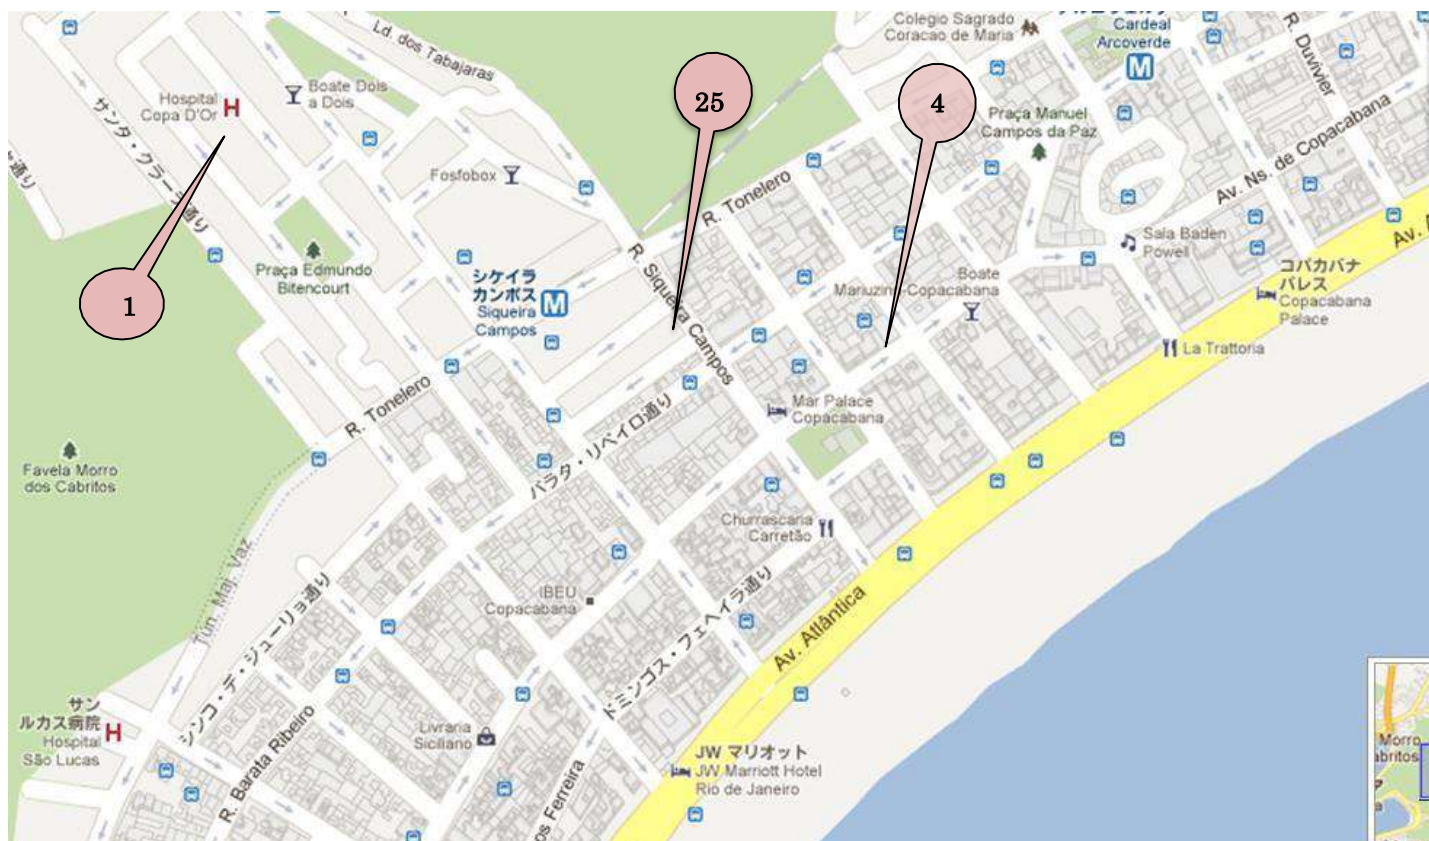 Ld. dos Tabajaras
Colegio Sagrado
Coracao de Maria
Cardeal
Arcoverde
M
R. Duvivier
Hospital
Copa D'Or
H
Boate Dois
a Dois
25
4
Praça Manuel
Campos da Paz
Av. Ns. de Copacabana
サンタ・クララ通り
通り
Fosfobox
R. Tonelero
Sala Baden
Powell
Av.
Praça Edmundo
Bitencourt
シケイラ
カンポス
M
Siqueira
Campos
R. Siqueira Campos
Boate
Mariuzinn Copacabana
コパカバナ
パレス
Copacabana
Palace
1
La Trattoria
R. Tonelero
Mar Palace
Copacabana
バラタ・リベイロ通り
Favela Morro
dos Cabritos
Churrascaria
Carretão
Tún. Maj. Vaz
シンコ・デ・ジューリョ通り
IBEU
Copacabana
ドミンゴス・フェヘイラ通り
Av. Atlântica
サン
ルカス病院
H
Hospital
São Lucas
R. Barata Ribeiro
Livraria
Siciliano
os Ferreira
JW マリオット
JW Marriott Hotel
Rio de Janeiro
Morro
abritos